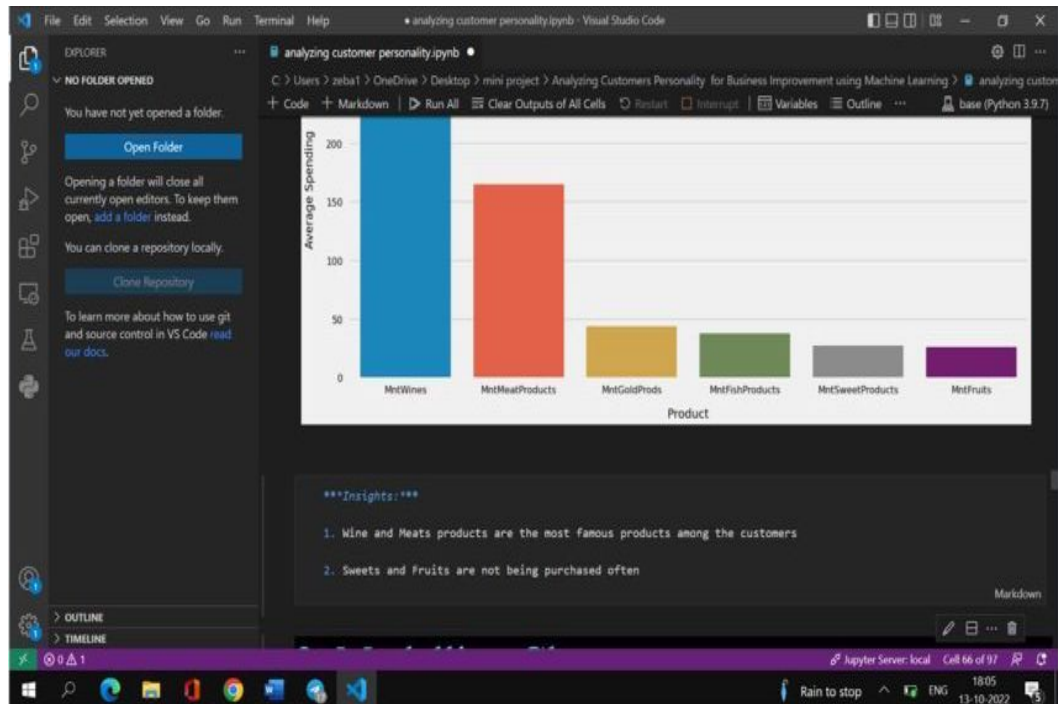 File Edit Selection View Go Run Terminal Help
● analyzing customer personality.ipynb - Visual Studio Code
EXPLORER
NO FOLDER OPENED
You have not yet opened a folder.
Open Folder
Opening a folder will close all
currently open editors. To keep them
open, add a folder instead.
You can clone a repository locally.
Clone Repository
To learn more about how to use git
and source control in VS Code read
our docs.
OUTLINE
TIMELINE
analyzing customer personality.ipynb ●
C: > Users > zeba1 > OneDrive > Desktop > mini project > Analyzing Customers Personality for Business Improvement using Machine Learning > analyzing custon
+ Code + Markdown | Run All Clear Outputs of All Cells Restart Interrupt | Variables Outline ... base (Python 3.9.7)
Average Spending
200
150
100
50
0
MntWines MntMeatProducts MntGoldProds MntFishProducts MntSweetProducts MntFruits
Product
***Insights:***
1. Wine and Meats products are the most famous products among the customers
2. Sweets and Fruits are not being purchased often
Markdown
0 1
Jupyter Server: local Cell 66 of 97
Rain to stop ENG 18:05
13-10-2022
5